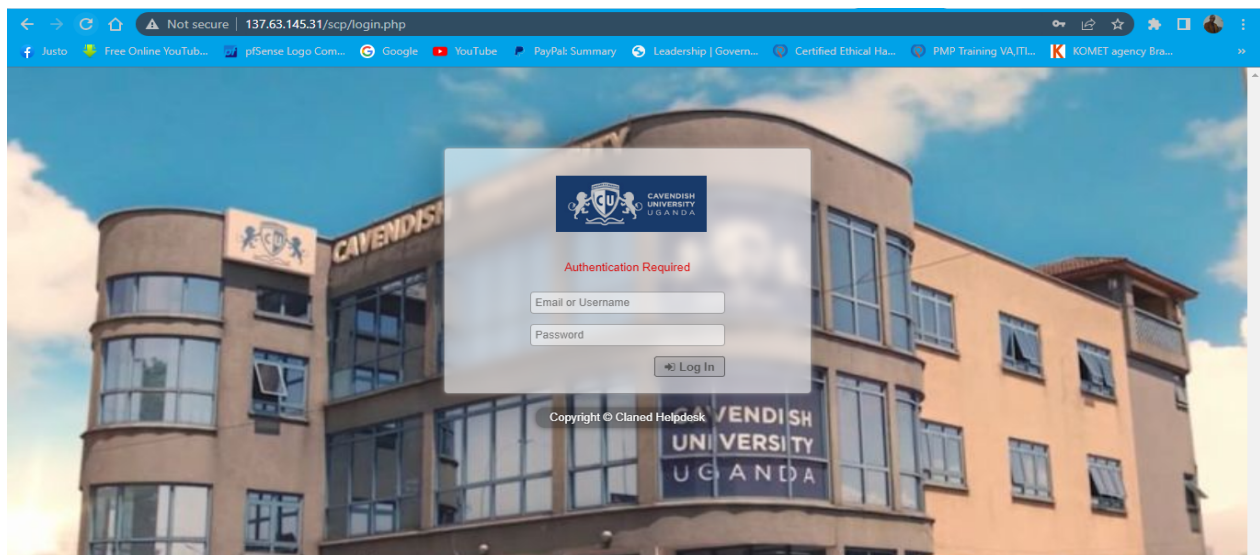 Not secure | 137.63.145.31/scp/login.php
Justo Free Online YouTub... pfSense Logo Com... Google YouTube PayPal: Summary Leadership | Govern... Certified Ethical Ha... PMP Training VA,ITI... KOMET agency Bra... »
CAVENDISH
CU
CU
CAVENDISH
UNIVERSITY
UGANDA
Authentication Required
Email or Username
Password
Log In
Copyright © Claned Helpdesk
CAVENDISH
UNIVERSITY
UGANDA